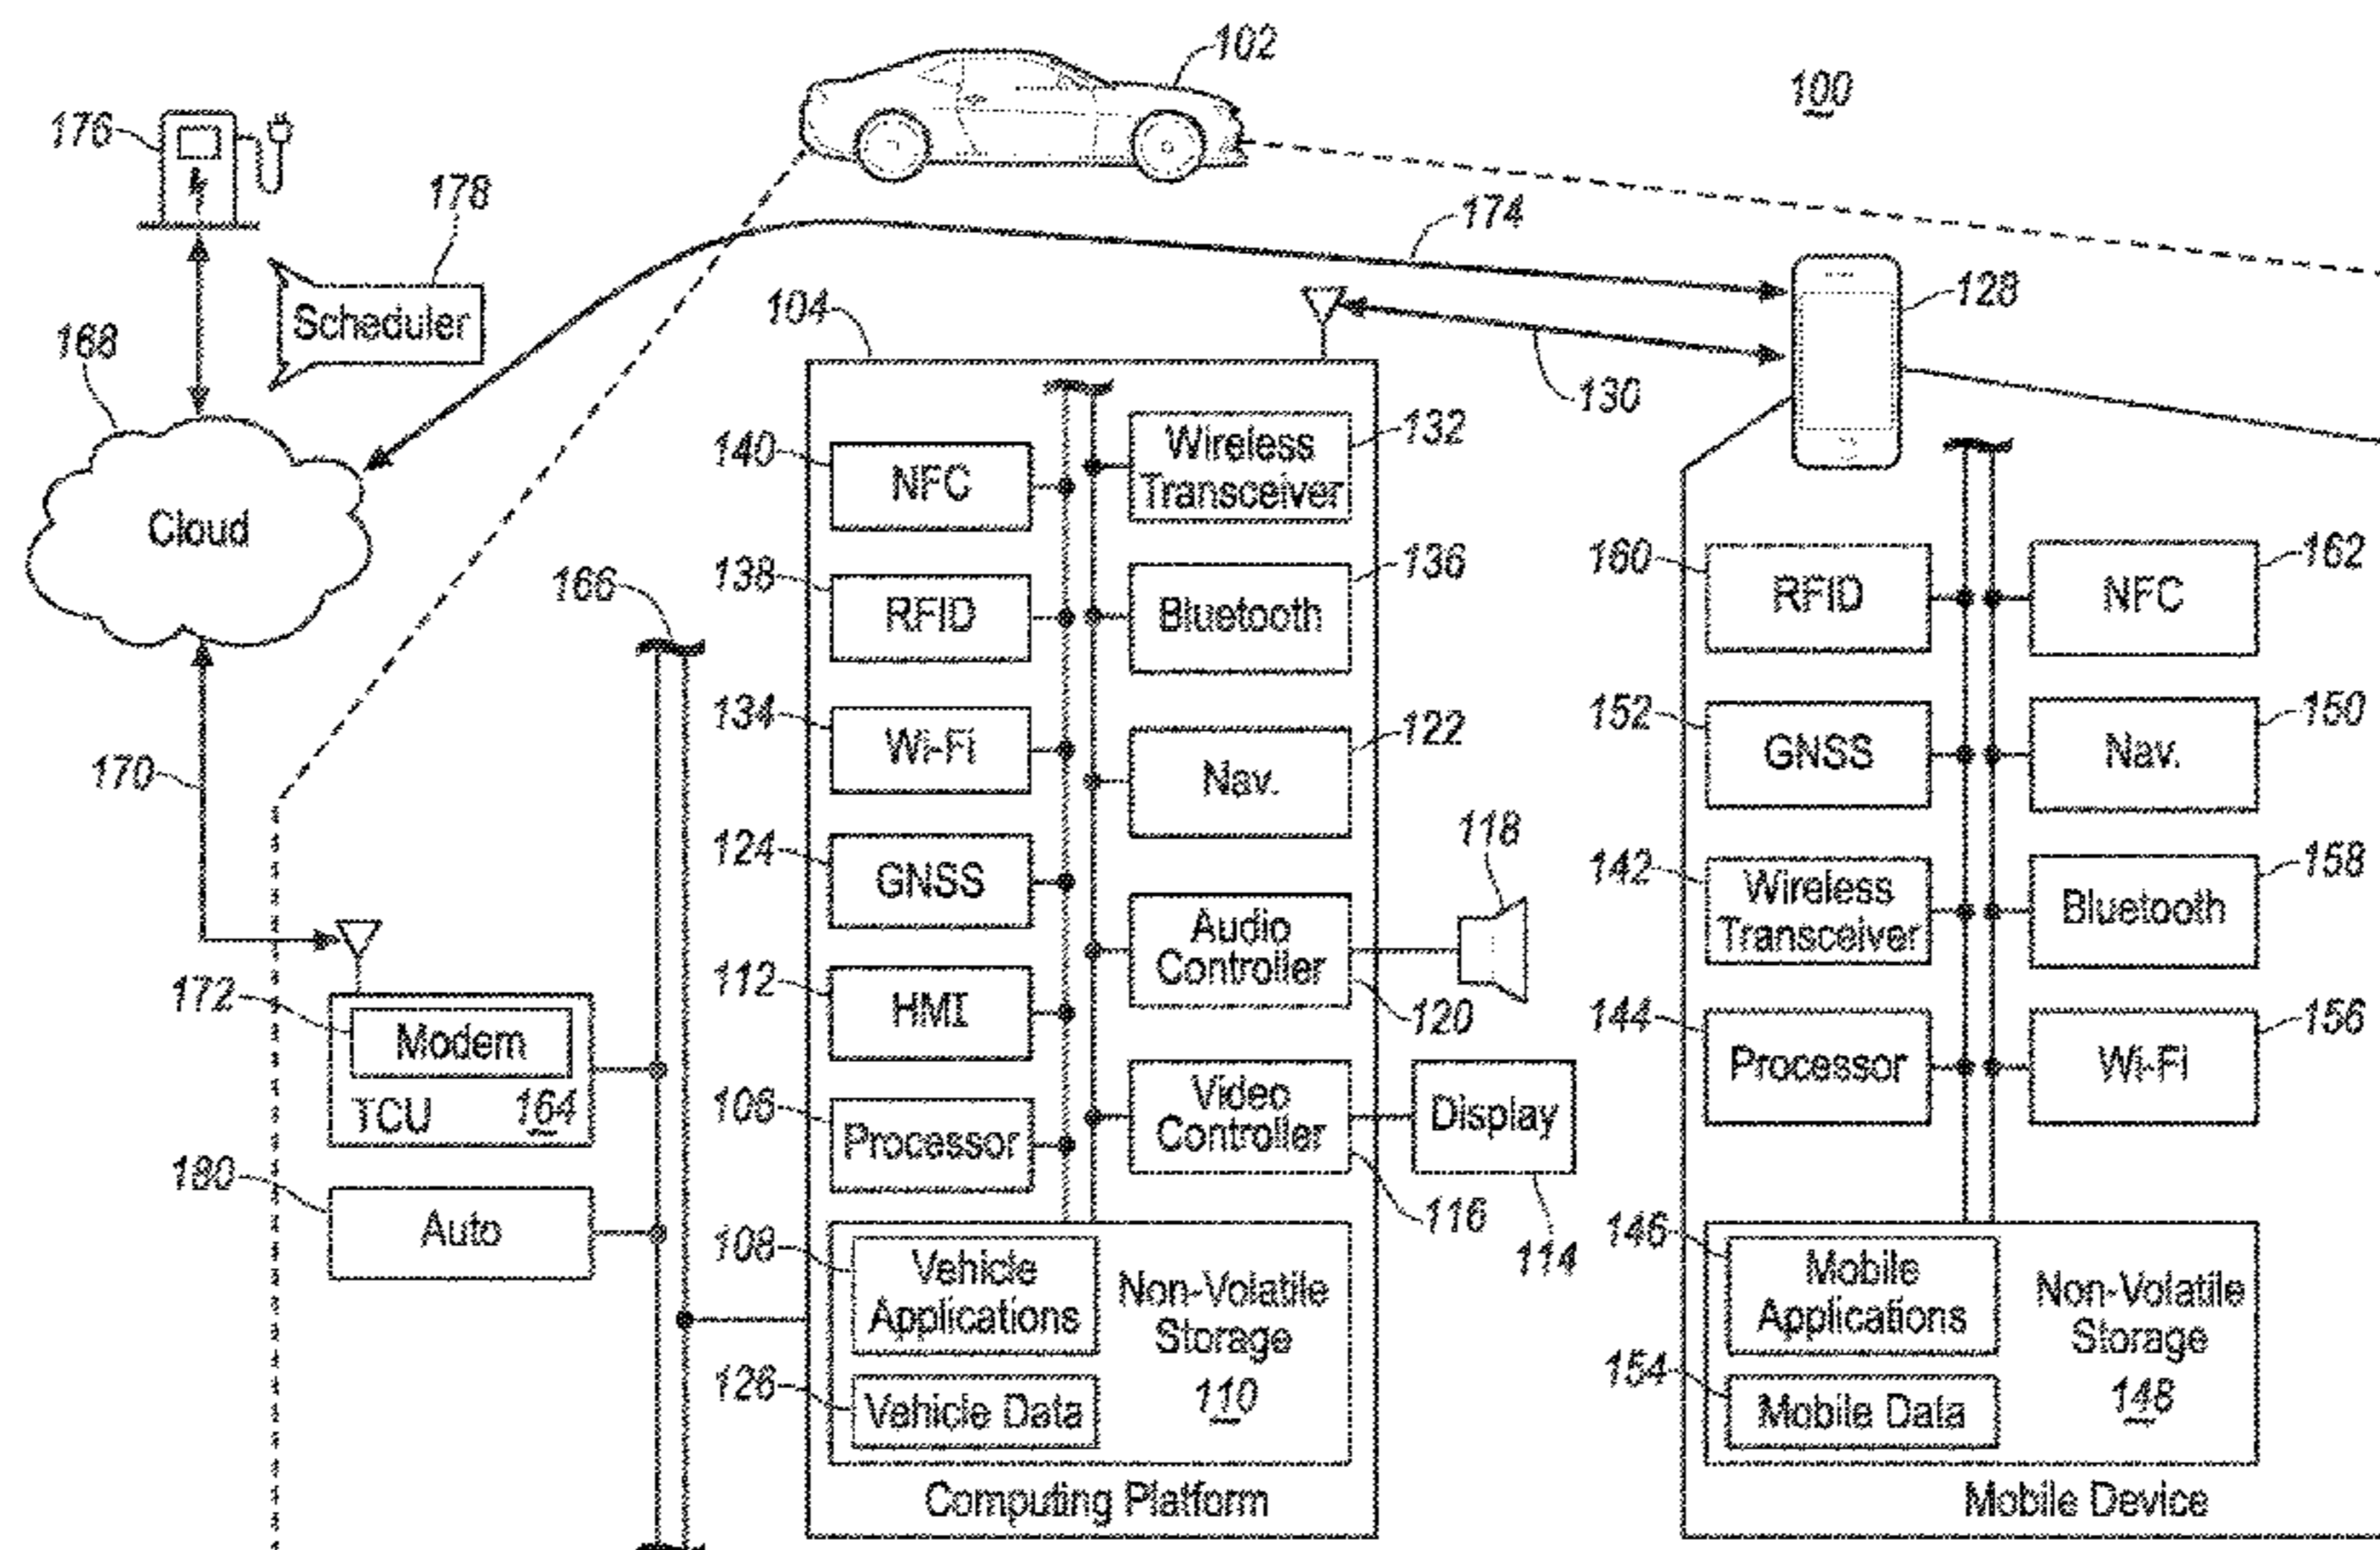 102
100
176
178
174
Scheduler
104
128
168
130
Cloud
140
NFC
Wireless
Transceiver
132
138
RFID
Bluetooth
136
166
134
Wi-Fi
Nav.
122
170
124
GNSS
Audio
Controller
118
120
112
HMI
172
Modem
TCU
164
106
Processor
Video
Controller
Display
116
114
180
Auto
108
Vehicle
Applications
Non-Volatile
Storage
110
126
Vehicle Data
Computing Platform
160
RFID
NFC
162
152
GNSS
Nav.
150
142
Wireless
Transceiver
Bluetooth
158
144
Processor
Wi-Fi
156
146
Mobile
Applications
Non-Volatile
Storage
148
154
Mobile Data
Mobile Device